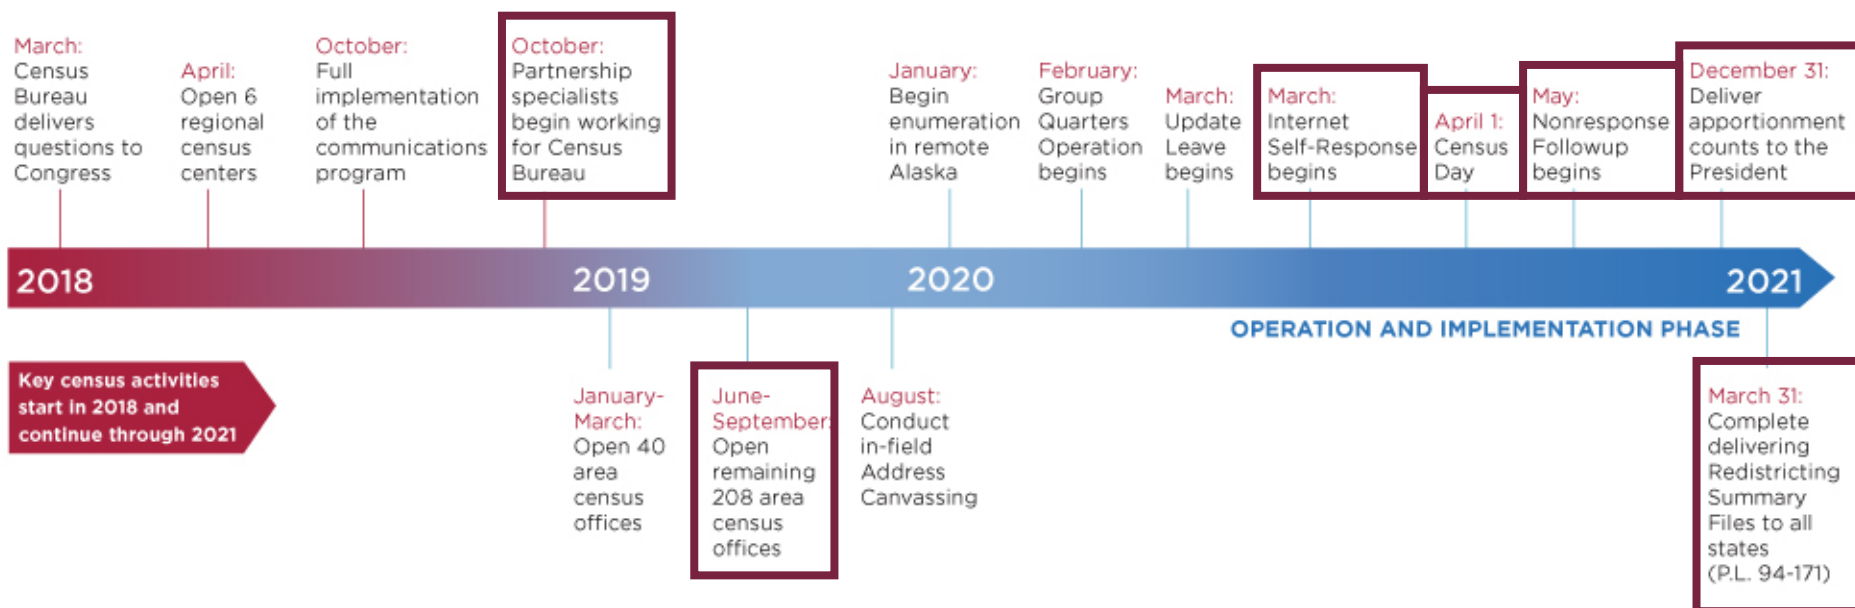 March:
Census
Bureau
delivers
questions to
Congress
April:
Open 6
regional
census
centers
October:
Full
implementation
of the
communications
program
October:
Partnership
specialists
begin working
for Census
Bureau
January:
Begin
enumeration
in remote
Alaska
February:
Group
Quarters
Operation
begins
March:
Update
Leave
begins
March:
Internet
Self-Response
begins
April 1:
Census
Day
May:
Nonresponse
Followup
begins
December 31:
Deliver
apportionment
counts to the
President
2018
2019
2020
2021
OPERATION AND IMPLEMENTATION PHASE
Key census activities
start in 2018 and
continue through 2021
January-
March:
Open 40
area
census
offices
June-
September:
Open
remaining
208 area
census
offices
August:
Conduct
in-field
Address
Canvassing
March 31:
Complete
delivering
Redistricting
Summary
Files to all
states
(P.L. 94-171)